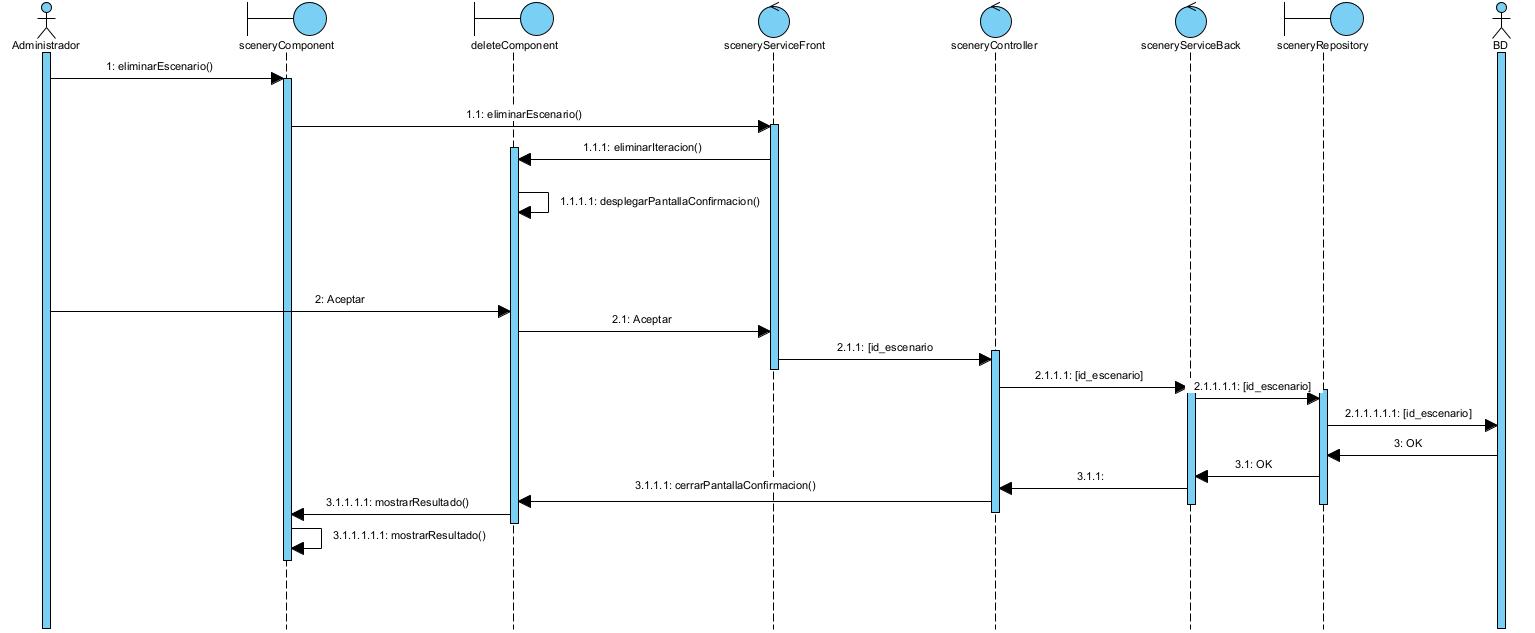 Administrador
sceneryComponent
deleteComponent
sceneryServiceFront
sceneryController
sceneryServiceBack
sceneryRepository
BD
1: eliminarEscenario()
1.1: eliminarEscenario()
1.1.1: eliminarIteracion()
1.1.1.1: desplegarPantallaConfirmacion()
2: Aceptar
2.1: Aceptar
2.1.1: [id_escenario
2.1.1.1: [id_escenario]
2.1.1.1.1: [id_escenario]
2.1.1.1.1.1: [id_escenario]
3: OK
3.1: OK
3.1.1:
3.1.1.1: cerrarPantallaConfirmacion()
3.1.1.1.1: mostrarResultado()
3.1.1.1.1.1: mostrarResultado()